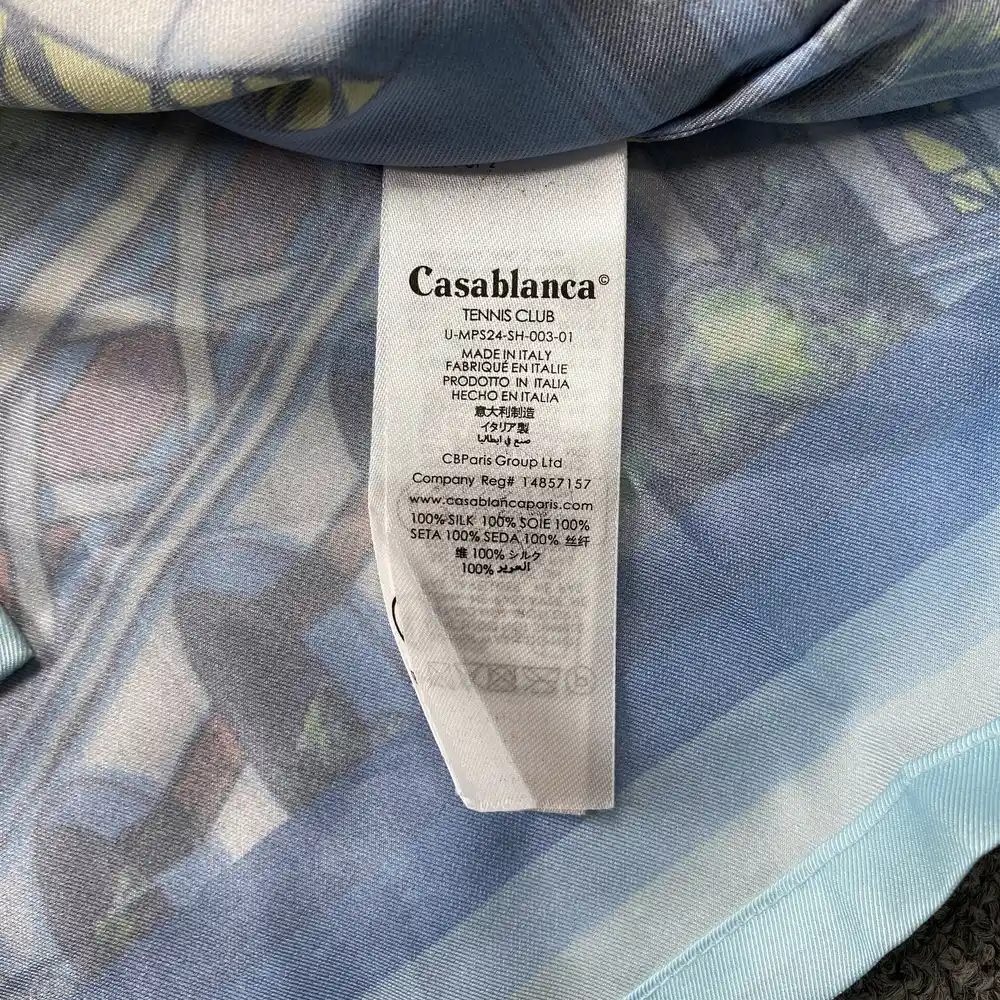 Casablanca©
TENNIS CLUB
U-MPS24-SH-003-01
MADE IN ITALY
FABRIQUÉ EN ITALIE
PRODOTTO IN ITALIA
HECHO EN ITALIA
意大利制造
イタリア製
صنع في ايطاليا
CBParis Group Ltd
Company Reg# 14857157
www.casablancaparis.com
100% SILK 100% SOIE 100%
SETA 100% SEDA 100% 丝纤
维 100% シルク
100% الحرير